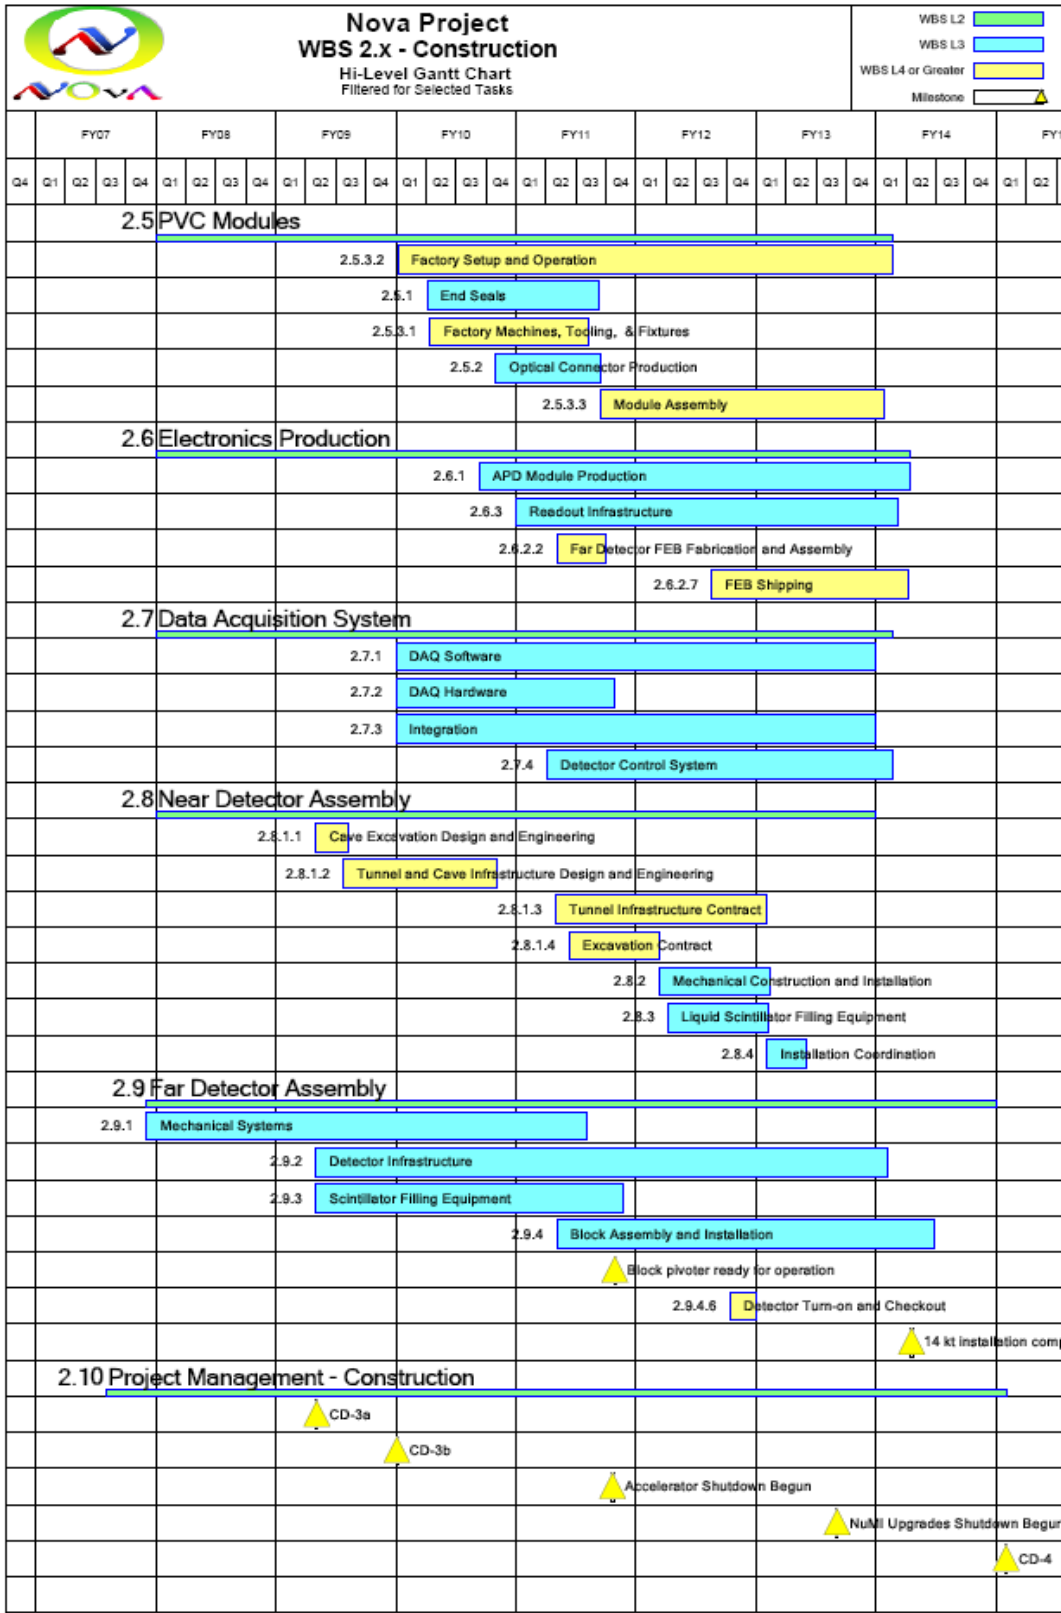 Nova Project
WBS 2.x - Construction
Hi-Level Gantt Chart
Filtered for Selected Tasks
NOνA
WBS L2
WBS L3
WBS L4 or Greater
Milestone
FY07 FY08 FY09 FY10 FY11 FY12 FY13 FY14 FY1
Q4 Q1 Q2 Q3 Q4 Q1 Q2 Q3 Q4 Q1 Q2 Q3 Q4 Q1 Q2 Q3 Q4 Q1 Q2 Q3 Q4 Q1 Q2 Q3 Q4 Q1 Q2 Q3 Q4 Q1 Q2 Q3 Q4 Q1 Q2
2.5 PVC Modules
2.5.3.2 Factory Setup and Operation
2.5.1 End Seals
2.5.3.1 Factory Machines, Tooling, & Fixtures
2.5.2 Optical Connector Production
2.5.3.3 Module Assembly
2.6 Electronics Production
2.6.1 APD Module Production
2.6.3 Readout Infrastructure
2.6.2.2 Far Detector FEB Fabrication and Assembly
2.6.2.7 FEB Shipping
2.7 Data Acquisition System
2.7.1 DAQ Software
2.7.2 DAQ Hardware
2.7.3 Integration
2.7.4 Detector Control System
2.8 Near Detector Assembly
2.8.1.1 Cave Excavation Design and Engineering
2.8.1.2 Tunnel and Cave Infrastructure Design and Engineering
2.8.1.3 Tunnel Infrastructure Contract
2.8.1.4 Excavation Contract
2.8.2 Mechanical Construction and Installation
2.8.3 Liquid Scintillator Filling Equipment
2.8.4 Installation Coordination
2.9 Far Detector Assembly
2.9.1 Mechanical Systems
2.9.2 Detector Infrastructure
2.9.3 Scintillator Filling Equipment
2.9.4 Block Assembly and Installation
Block pivoter ready for operation
2.9.4.6 Detector Turn-on and Checkout
14 kt installation comp
2.10 Project Management - Construction
CD-3a
CD-3b
Accelerator Shutdown Begun
NuMI Upgrades Shutdown Begun
CD-4